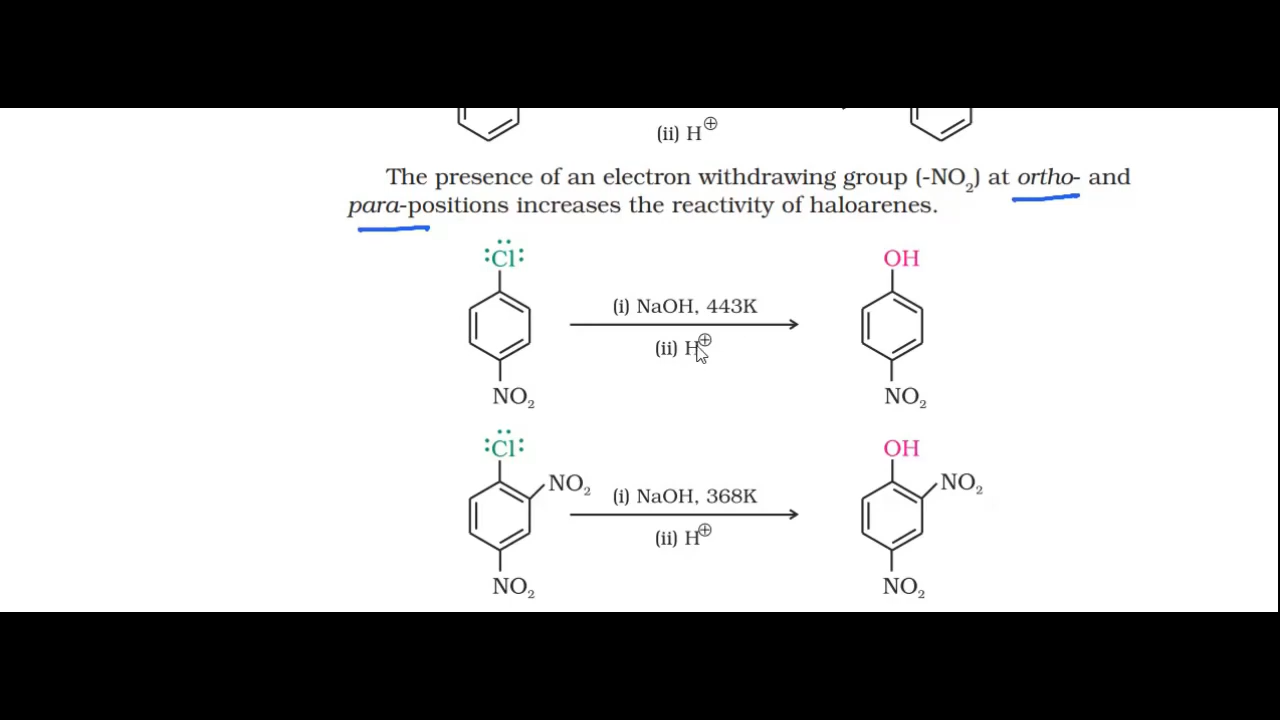 (ii) H⊕
The presence of an electron withdrawing group (-NO₂) at ortho- and
para-positions increases the reactivity of haloarenes.
:Cl:
OH
(i) NaOH, 443K
(ii) H⊕
NO₂
NO₂
:Cl:
OH
NO₂
(i) NaOH, 368K
NO₂
(ii) H⊕
NO₂
NO₂